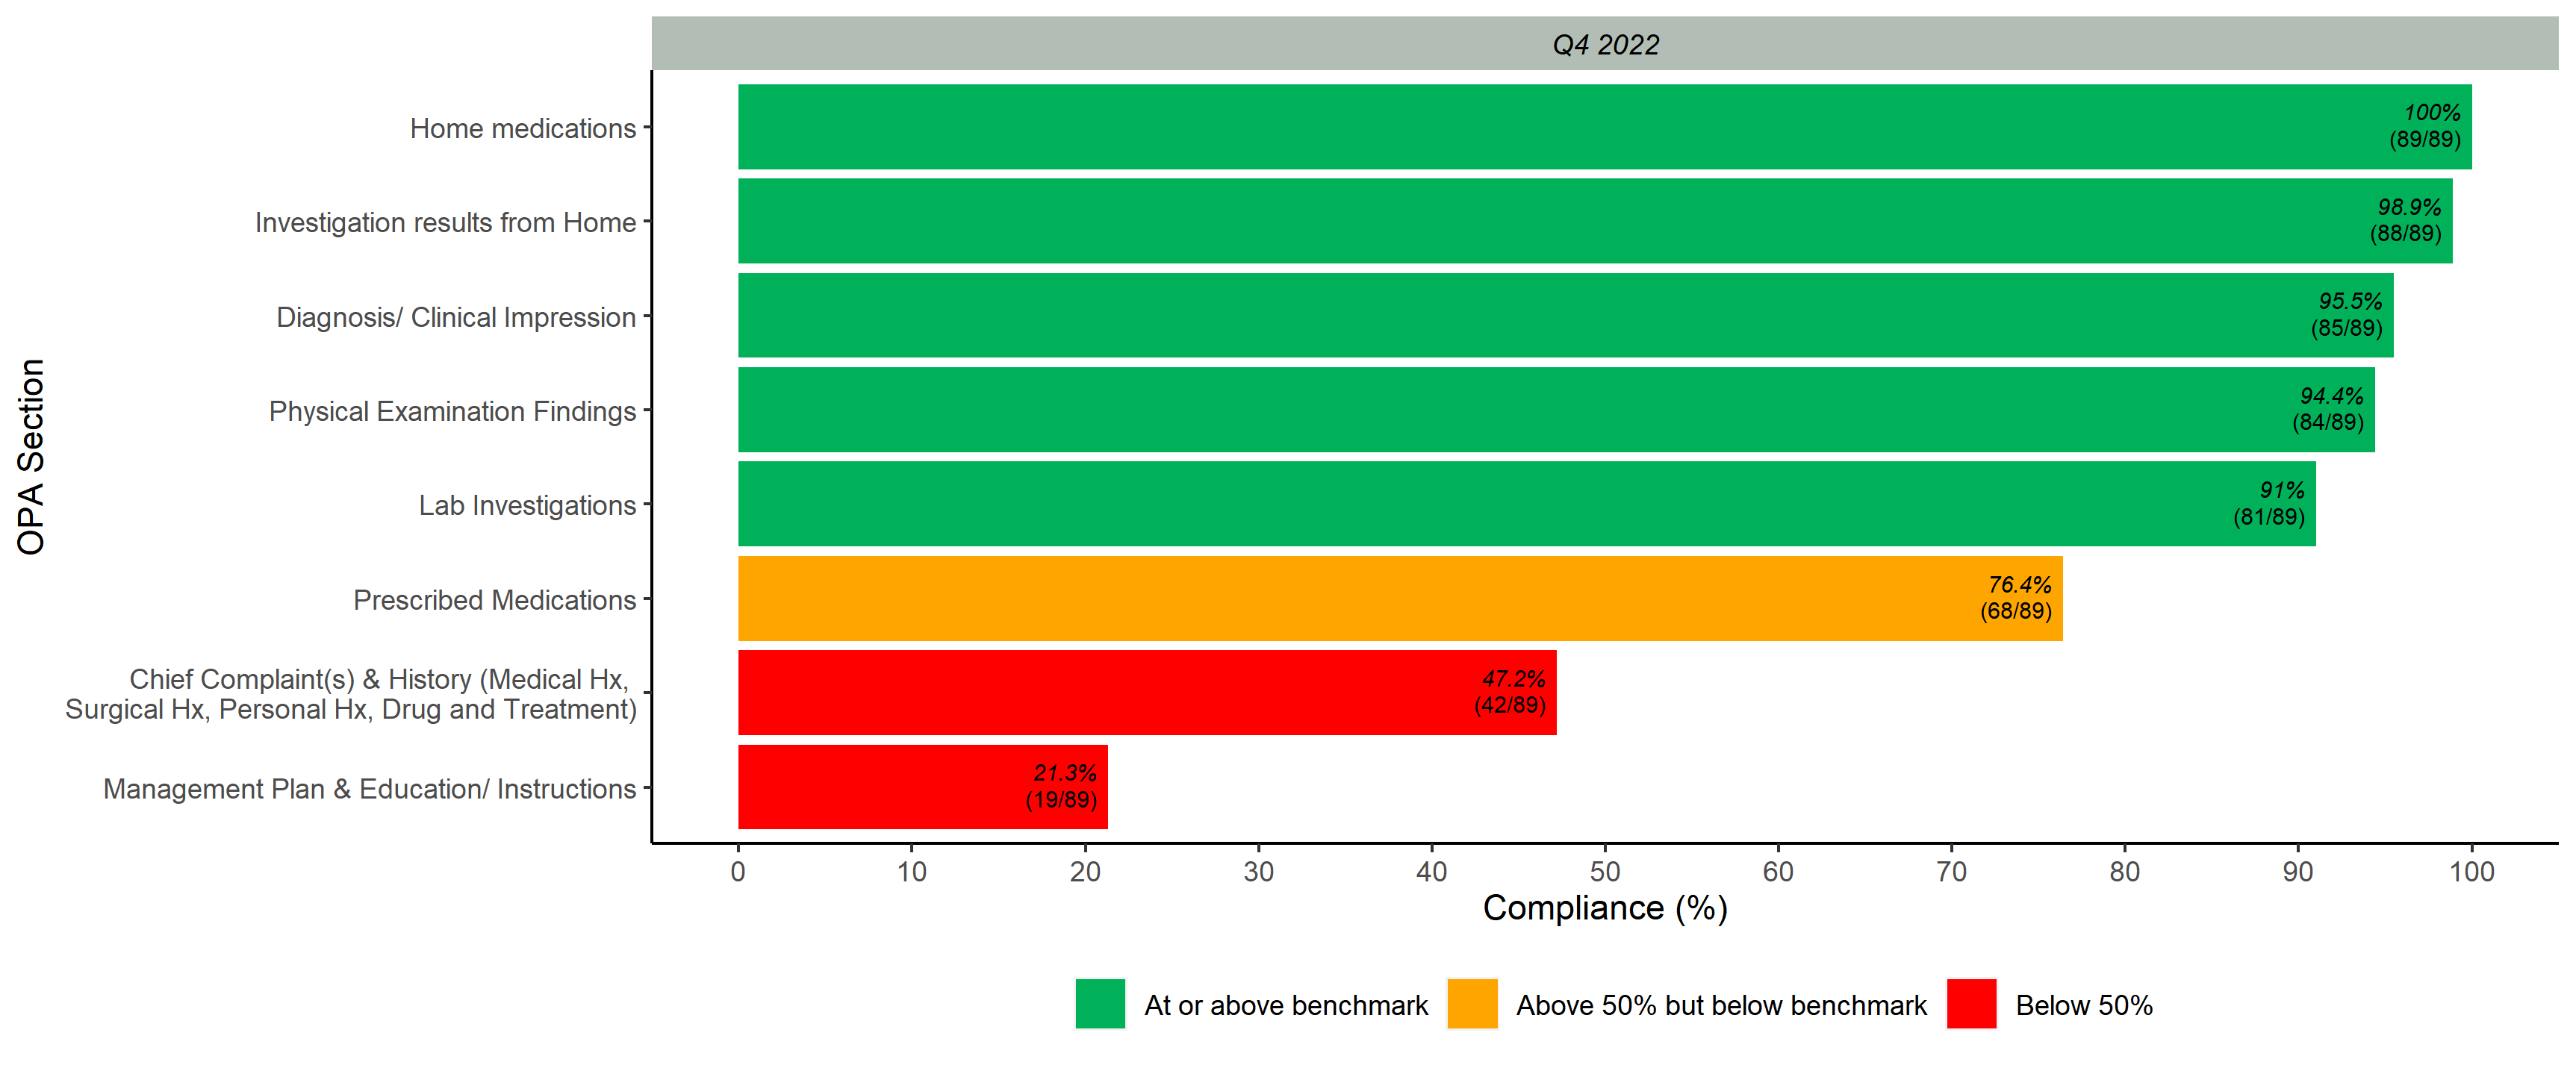 Q4 2022
OPA Section
Home medications
100%
(89/89)
Investigation results from Home
98.9%
(88/89)
Diagnosis/ Clinical Impression
95.5%
(85/89)
Physical Examination Findings
94.4%
(84/89)
Lab Investigations
91%
(81/89)
Prescribed Medications
76.4%
(68/89)
Chief Complaint(s) & History (Medical Hx,
Surgical Hx, Personal Hx, Drug and Treatment)
47.2%
(42/89)
Management Plan & Education/ Instructions
21.3%
(19/89)
0 10 20 30 40 50 60 70 80 90 100
Compliance (%)
At or above benchmark Above 50% but below benchmark Below 50%